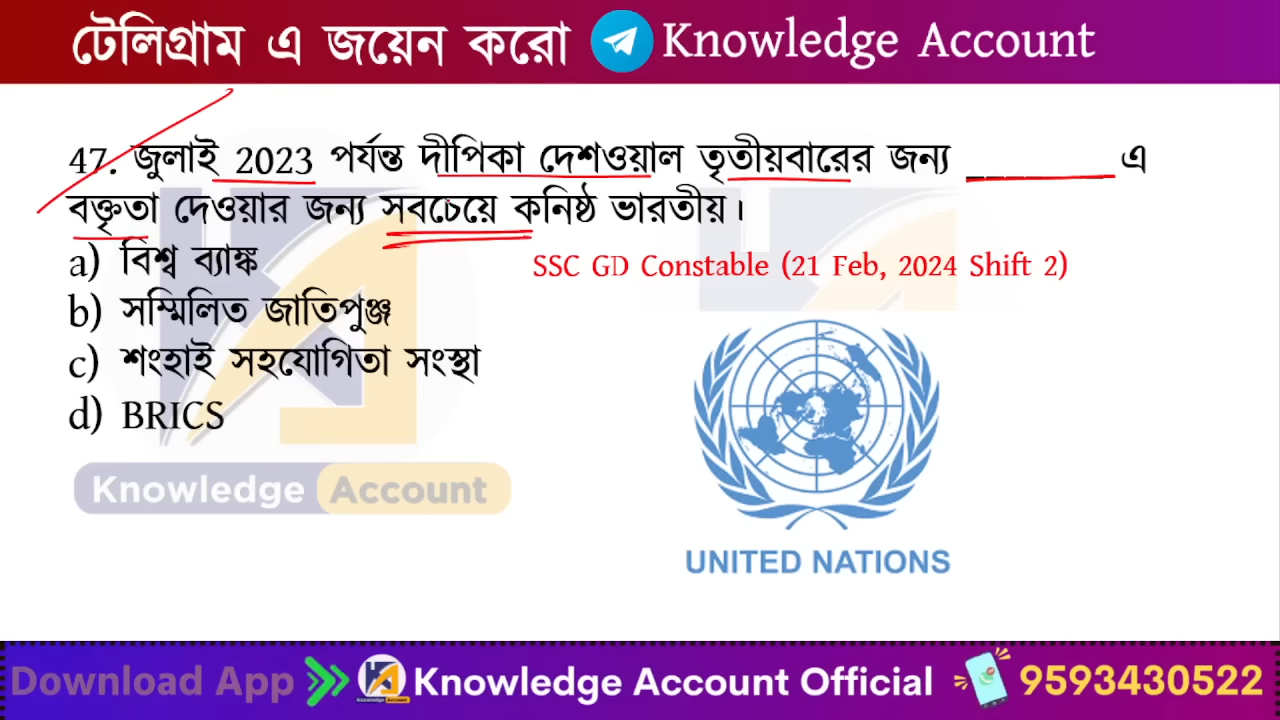 টেলিগ্রাম এ জয়েন করো Knowledge Account
47. জুলাই 2023 পর্যন্ত দীপিকা দেশওয়াল তৃতীয়বারের জন্য ________ এ
বক্তৃতা দেওয়ার জন্য সবচেয়ে কনিষ্ঠ ভারতীয়।
a) বিশ্ব ব্যাঙ্ক
SSC GD Constable (21 Feb, 2024 Shift 2)
b) সম্মিলিত জাতিপুঞ্জ
c) শংহাই সহযোগিতা সংস্থা
d) BRICS
Knowledge Account
UNITED NATIONS
Download App Knowledge Account Official 9593430522